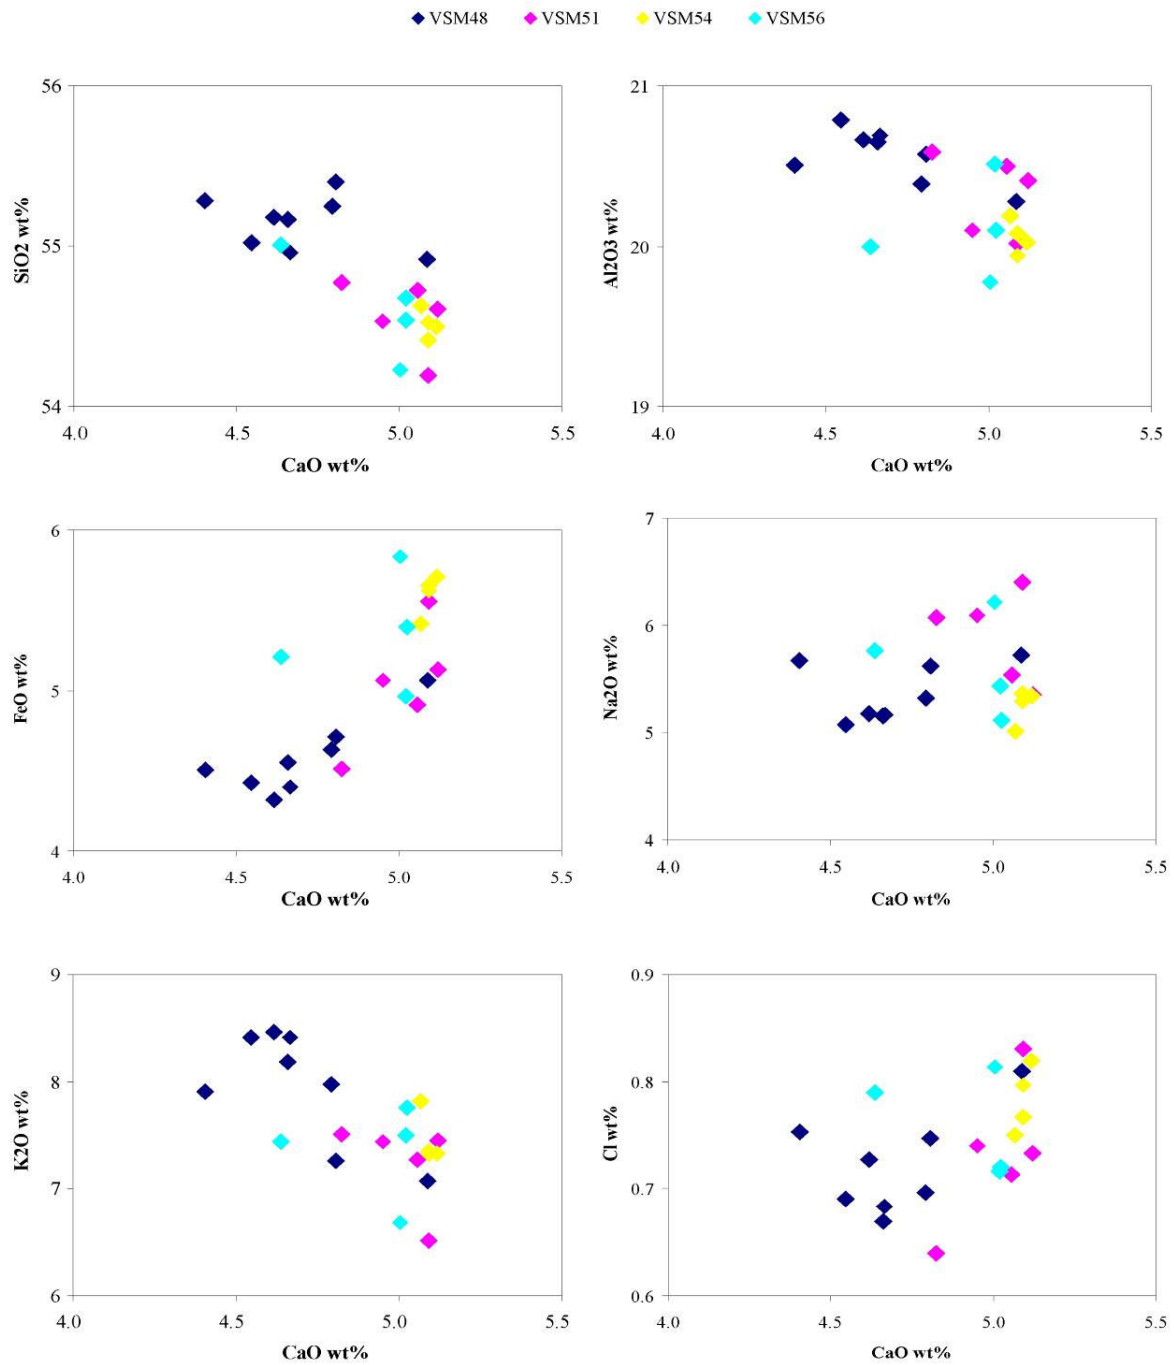 VSM48 VSM51 VSM54 VSM56
56
55
54
SiO2 wt%
4.0 4.5 5.0 5.5
CaO wt%
21
20
19
Al2O3 wt%
4.0 4.5 5.0 5.5
CaO wt%
6
5
4
FeO wt%
4.0 4.5 5.0 5.5
CaO wt%
7
6
5
4
Na2O wt%
4.0 4.5 5.0 5.5
CaO wt%
9
8
7
6
K2O wt%
4.0 4.5 5.0 5.5
CaO wt%
0.9
0.8
0.7
0.6
Cl wt%
4.0 4.5 5.0 5.5
CaO wt%